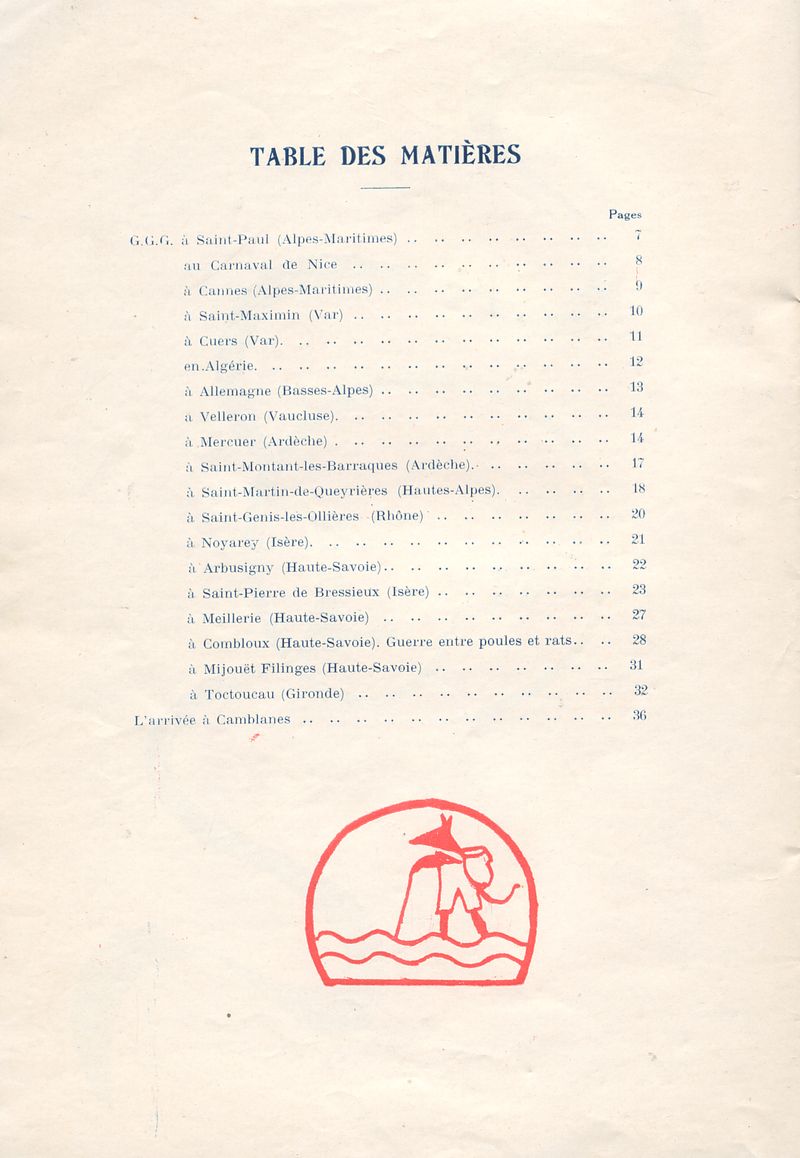 TABLE DES MATIÈRES
Pages
G.G.G. à Saint-Paul (Alpes-Maritimes) .. .. .. .. .. .. .. .. 7
au Carnaval de Nice .. .. .. .. .. .. .. .. .. .. 8
à Cannes (Alpes-Maritimes) .. .. .. .. .. .. .. .. .. 9
à Saint-Maximin (Var) .. .. .. .. .. .. .. .. .. .. 10
à Cuers (Var). .. .. .. .. .. .. .. .. .. .. .. .. 11
en Algérie. .. .. .. .. .. .. .. .. .. .. .. .. .. 12
à Allemagne (Basses-Alpes) .. .. .. .. .. .. .. .. .. 13
a Velleron (Vaucluse). .. .. .. .. .. .. .. .. .. .. 14
à Mercuer (Ardèche) . .. .. .. .. .. .. .. .. .. .. 14
à Saint-Montant-les-Barraques (Ardèche). .. .. .. .. .. 17
à Saint-Martin-de-Queyrières (Hautes-Alpes). .. .. .. .. 18
à Saint-Genis-les-Ollières (Rhône) .. .. .. .. .. .. .. 20
à Noyarey (Isère). .. .. .. .. .. .. .. .. .. .. .. 21
à Arbusigny (Haute-Savoie).. .. .. .. .. .. .. .. .. 22
à Saint-Pierre de Bressieux (Isère) .. .. .. .. .. .. .. 23
à Meillerie (Haute-Savoie) .. .. .. .. .. .. .. .. .. 27
à Combloux (Haute-Savoie). Guerre entre poules et rats.. .. 28
à Mijouët Filinges (Haute-Savoie) .. .. .. .. .. .. .. 31
à Toctoucau (Gironde) .. .. .. .. .. .. .. .. .. .. 32
L'arrivée à Camblanes .. .. .. .. .. .. .. .. .. .. .. .. 36